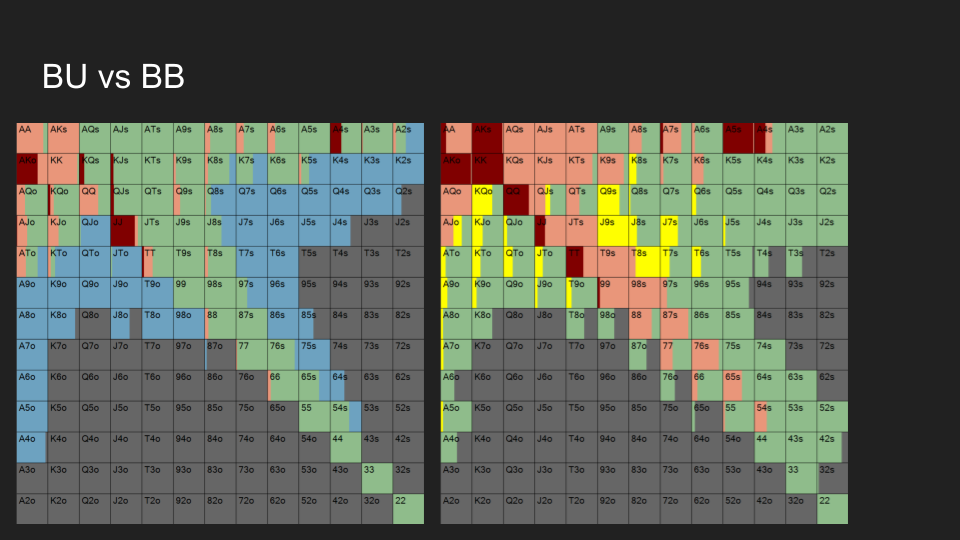 BU vs BB
AA AKs AQs AJs ATs A9s A8s A7s A6s A5s A4s A3s A2s AA AKs AQs AJs ATs A9s A8s A7s A6s A5s A4s A3s A2s
AKo KK KQs KJs KTs K9s K8s K7s K6s K5s K4s K3s K2s AKo KK KQs KJs KTs K9s K8s K7s K6s K5s K4s K3s K2s
AQo KQo QQ QJs QTs Q9s Q8s Q7s Q6s Q5s Q4s Q3s Q2s AQo KQo QQ QJs QTs Q9s Q8s Q7s Q6s Q5s Q4s Q3s Q2s
AJo KJo QJo JJ JTs J9s J8s J7s J6s J5s J4s J3s J2s AJo KJo QJo JJ JTs J9s J8s J7s J6s J5s J4s J3s J2s
ATo KTo QTo JTo TT T9s T8s T7s T6s T5s T4s T3s T2s ATo KTo QTo JTo TT T9s T8s T7s T6s T5s T4s T3s T2s
A9o K9o Q9o J9o T9o 99 98s 97s 96s 95s 94s 93s 92s A9o K9o Q9o J9o T9o 99 98s 97s 96s 95s 94s 93s 92s
A8o K8o Q8o J8o T8o 98o 88 87s 86s 85s 84s 83s 82s A8o K8o Q8o J8o T8o 98o 88 87s 86s 85s 84s 83s 82s
A7o K7o Q7o J7o T7o 97o 87o 77 76s 75s 74s 73s 72s A7o K7o Q7o J7o T7o 97o 87o 77 76s 75s 74s 73s 72s
A6o K6o Q6o J6o T6o 96o 86o 76o 66 65s 64s 63s 62s A6o K6o Q6o J6o T6o 96o 86o 76o 66 65s 64s 63s 62s
A5o K5o Q5o J5o T5o 95o 85o 75o 65o 55 54s 53s 52s A5o K5o Q5o J5o T5o 95o 85o 75o 65o 55 54s 53s 52s
A4o K4o Q4o J4o T4o 94o 84o 74o 64o 54o 44 43s 42s A4o K4o Q4o J4o T4o 94o 84o 74o 64o 54o 44 43s 42s
A3o K3o Q3o J3o T3o 93o 83o 73o 63o 53o 43o 33 32s A3o K3o Q3o J3o T3o 93o 83o 73o 63o 53o 43o 33 32s
A2o K2o Q2o J2o T2o 92o 82o 72o 62o 52o 42o 32o 22 A2o K2o Q2o J2o T2o 92o 82o 72o 62o 52o 42o 32o 22